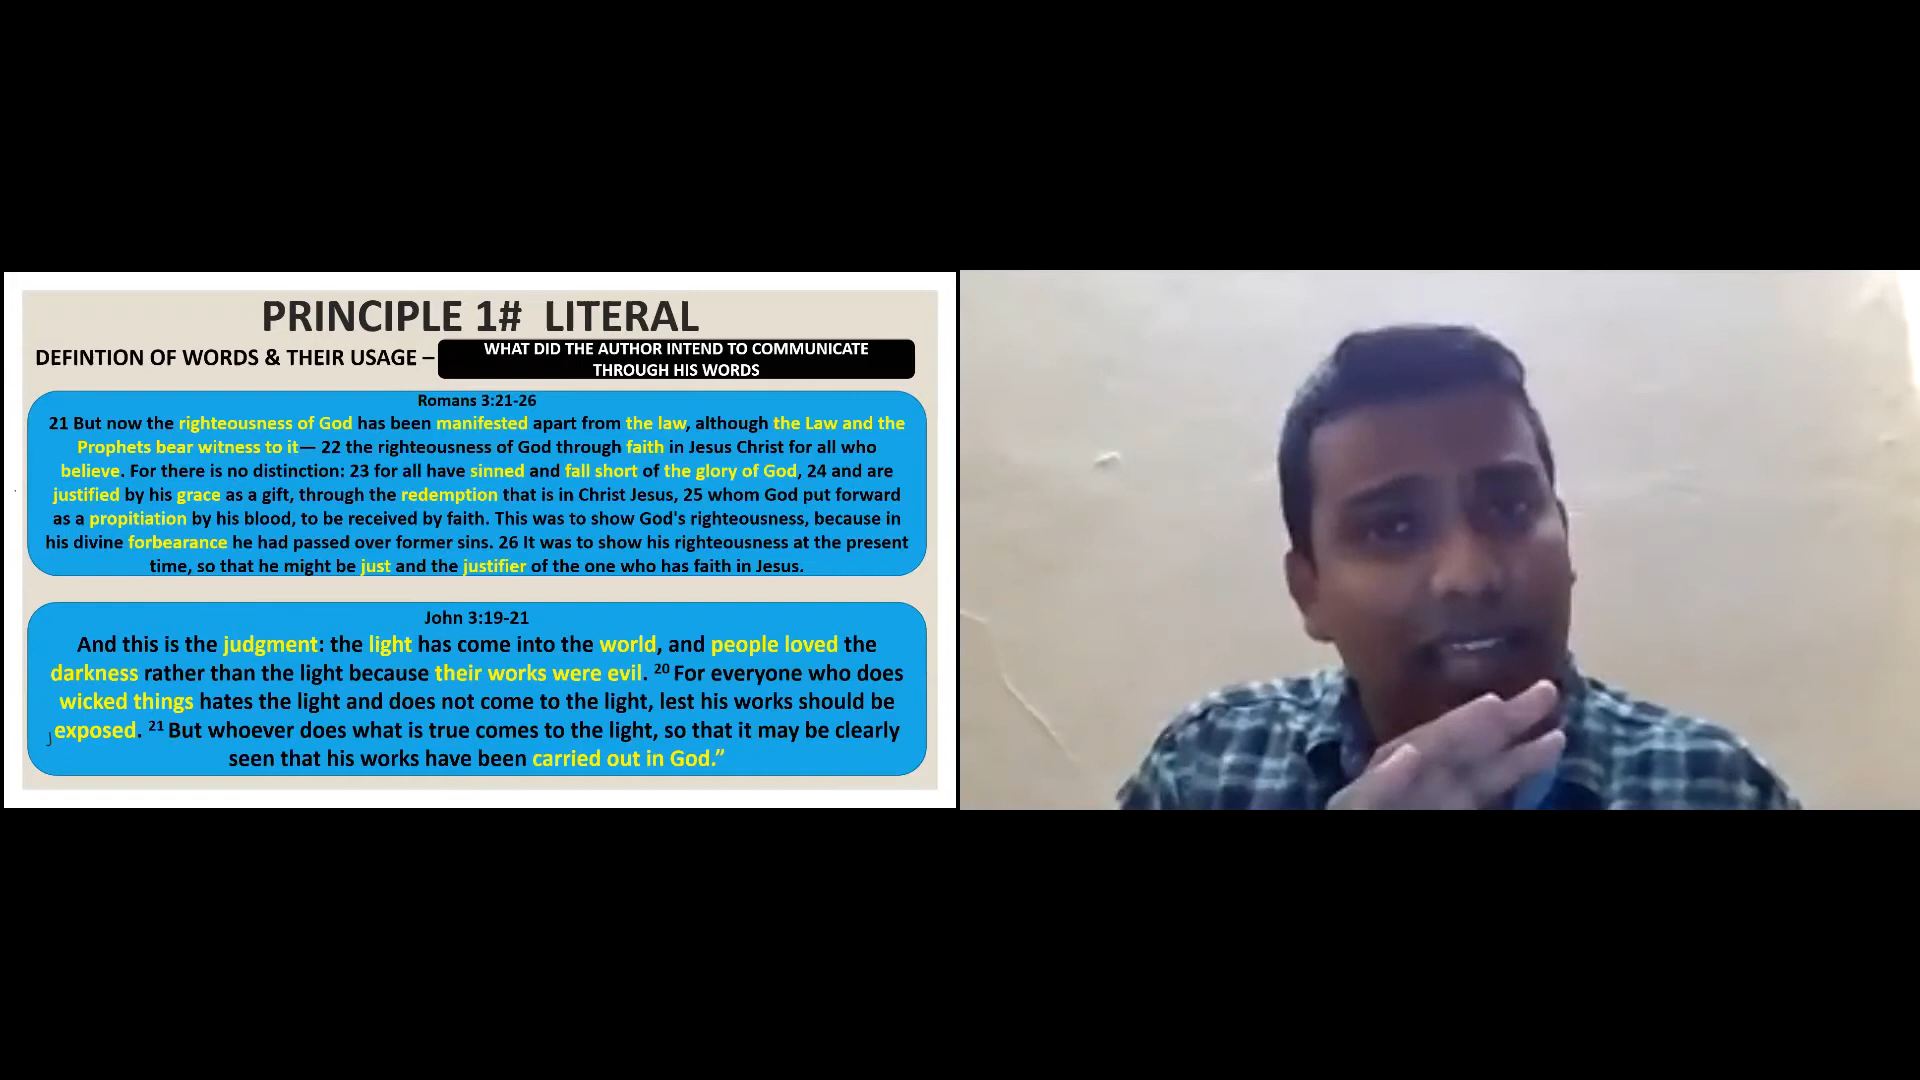 PRINCIPLE 1# LITERAL
DEFINTION OF WORDS & THEIR USAGE –
WHAT DID THE AUTHOR INTEND TO COMMUNICATE
THROUGH HIS WORDS
Romans 3:21-26
21 But now the righteousness of God has been manifested apart from the law, although the Law and the
Prophets bear witness to it— 22 the righteousness of God through faith in Jesus Christ for all who
believe. For there is no distinction: 23 for all have sinned and fall short of the glory of God, 24 and are
justified by his grace as a gift, through the redemption that is in Christ Jesus, 25 whom God put forward
as a propitiation by his blood, to be received by faith. This was to show God's righteousness, because in
his divine forbearance he had passed over former sins. 26 It was to show his righteousness at the present
time, so that he might be just and the justifier of the one who has faith in Jesus.
John 3:19-21
And this is the judgment: the light has come into the world, and people loved the
darkness rather than the light because their works were evil. 20 For everyone who does
wicked things hates the light and does not come to the light, lest his works should be
exposed. 21 But whoever does what is true comes to the light, so that it may be clearly
seen that his works have been carried out in God.”